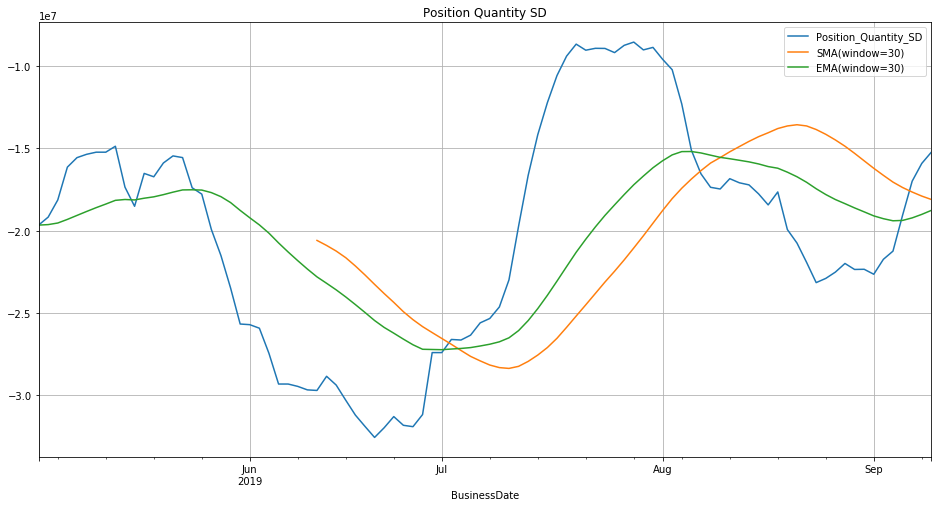 Position Quantity SD
1e7
Position_Quantity_SD
SMA(window=30)
EMA(window=30)
−1.0
−1.5
−2.0
−2.5
−3.0
Jun
2019
Jul
Aug
Sep
BusinessDate